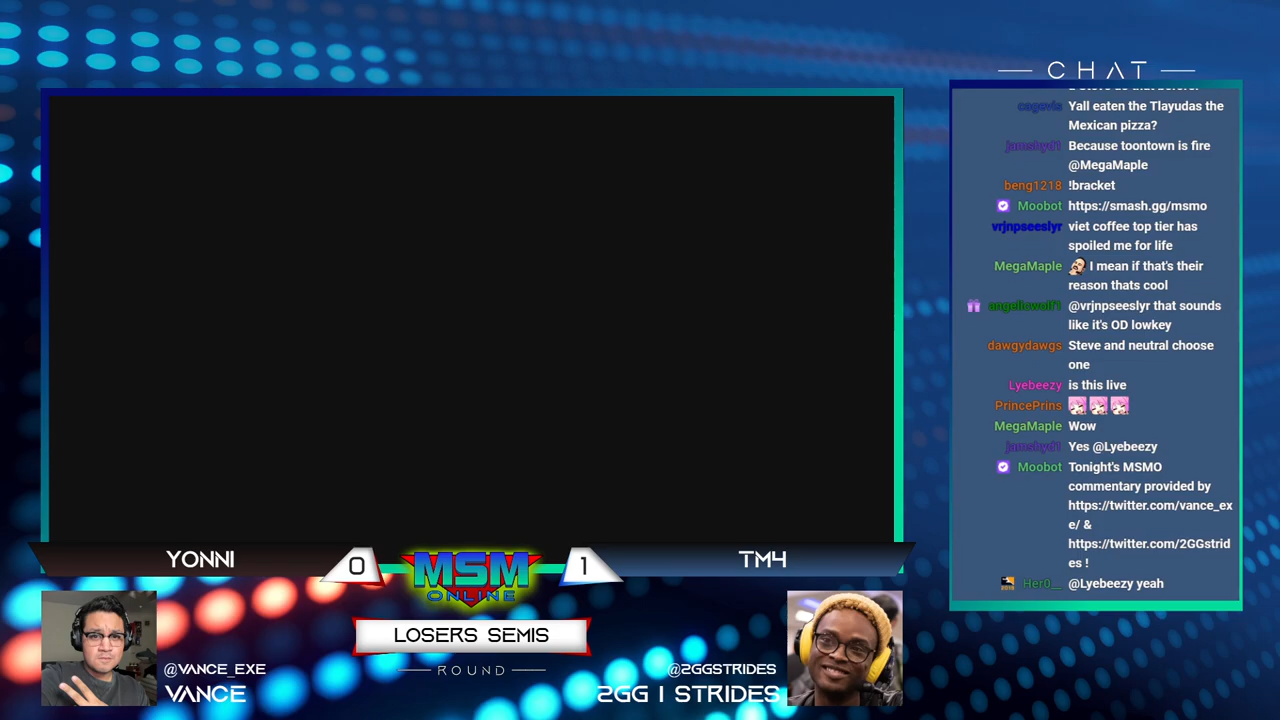 CHAT
cagevis Yall eaten the Tlayudas the
Mexican pizza?
Because toontown is fire
@MegaMaple
beng1218 !bracket
Moobot https://smash.gg/msmo
vrjnpseeslyr viet coffee top tier has
spoiled me for life
MegaMaple I mean if that's their
reason thats cool
angelicwolf1 @vrjnpseeslyr that sounds
like it's OD lowkey
dawgydawgs Steve and neutral choose
one
Lyebeezy is this live
PrincePrins
MegaMaple Wow
Yes @Lyebeezy
Moobot Tonight's MSMO
commentary provided by
https://twitter.com/vance_ex
e/ &
https://twitter.com/2GGstrid
es !
Her0__ @Lyebeezy yeah
YONNI 0 MSM 1 TM4
ONLINE
LOSERS SEMIS
ROUND
@VANCE_EXE
VANCE
@2GGSTRIDES
2GG | STRIDES